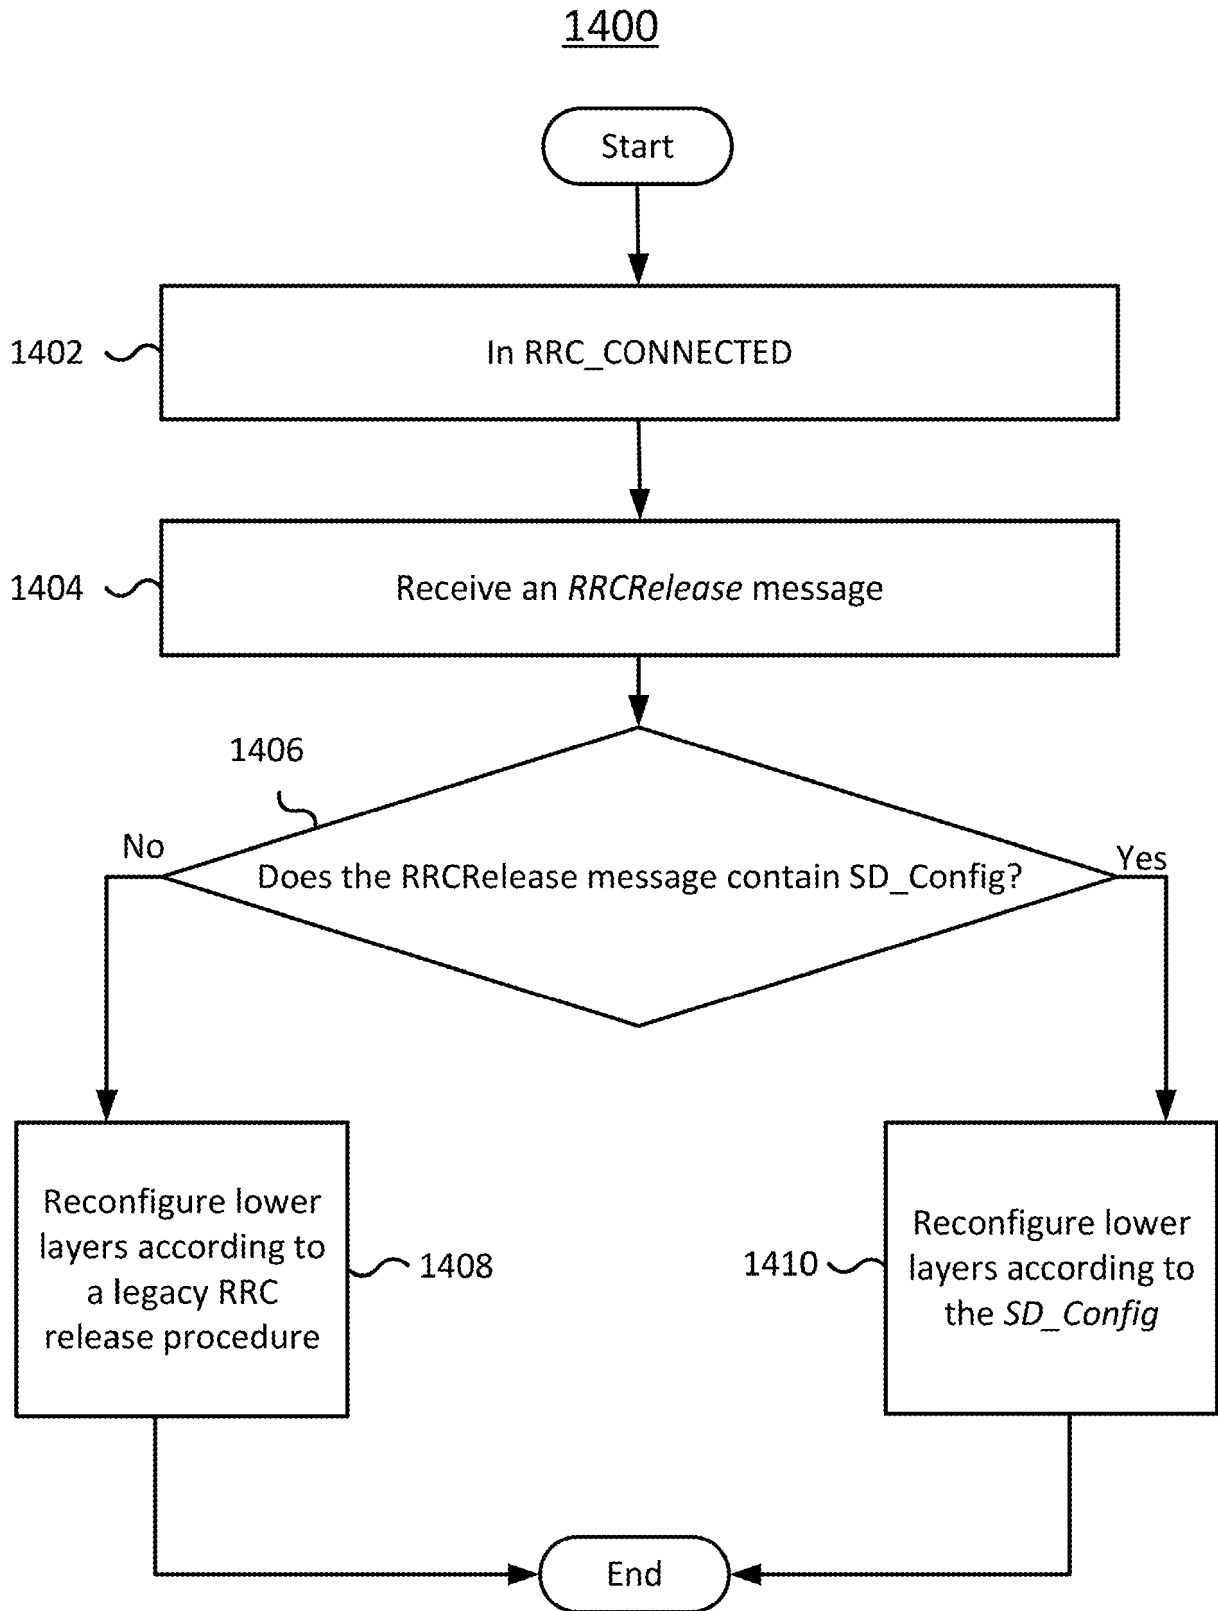 1400
Start
1402
In RRC_CONNECTED
1404
Receive an RRCRelease message
1406
No
Does the RRCRelease message contain SD_Config?
Yes
Reconfigure lower
layers according to
a legacy RRC
release procedure
1408
1410
Reconfigure lower
layers according to
the SD_Config
End